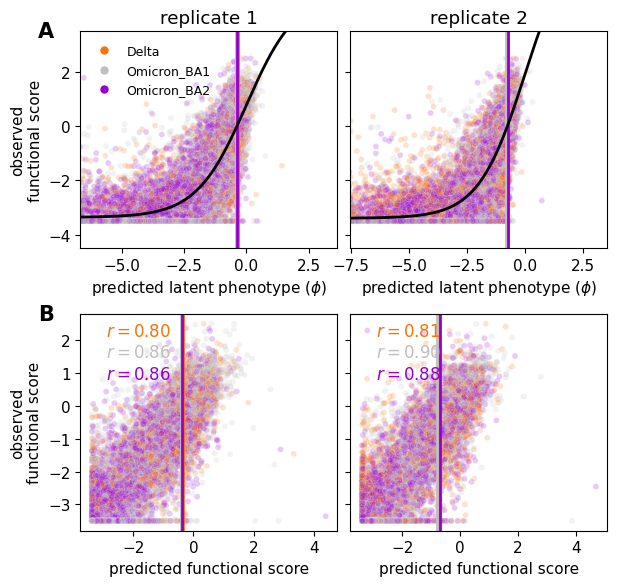 A
replicate 1
replicate 2
Delta
Omicron_BA1
Omicron_BA2
observed
functional score
2
0
−2
−4
−5.0
−2.5
0.0
2.5
−7.5
−5.0
−2.5
0.0
2.5
predicted latent phenotype (ϕ)
predicted latent phenotype (ϕ)
B
r = 0.80
r = 0.86
r = 0.86
r = 0.81
r = 0.90
r = 0.88
observed
functional score
2
1
0
−1
−2
−3
−2
0
2
4
−2
0
2
4
predicted functional score
predicted functional score